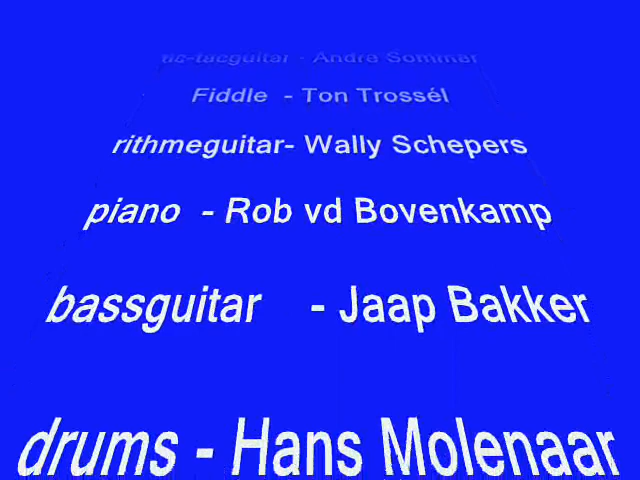 tic-tacguitar - Andre Sommer
Fiddle - Ton Trossél
rithmeguitar- Wally Schepers
piano - Rob vd Bovenkamp
bassguitar - Jaap Bakker
drums - Hans Molenaar